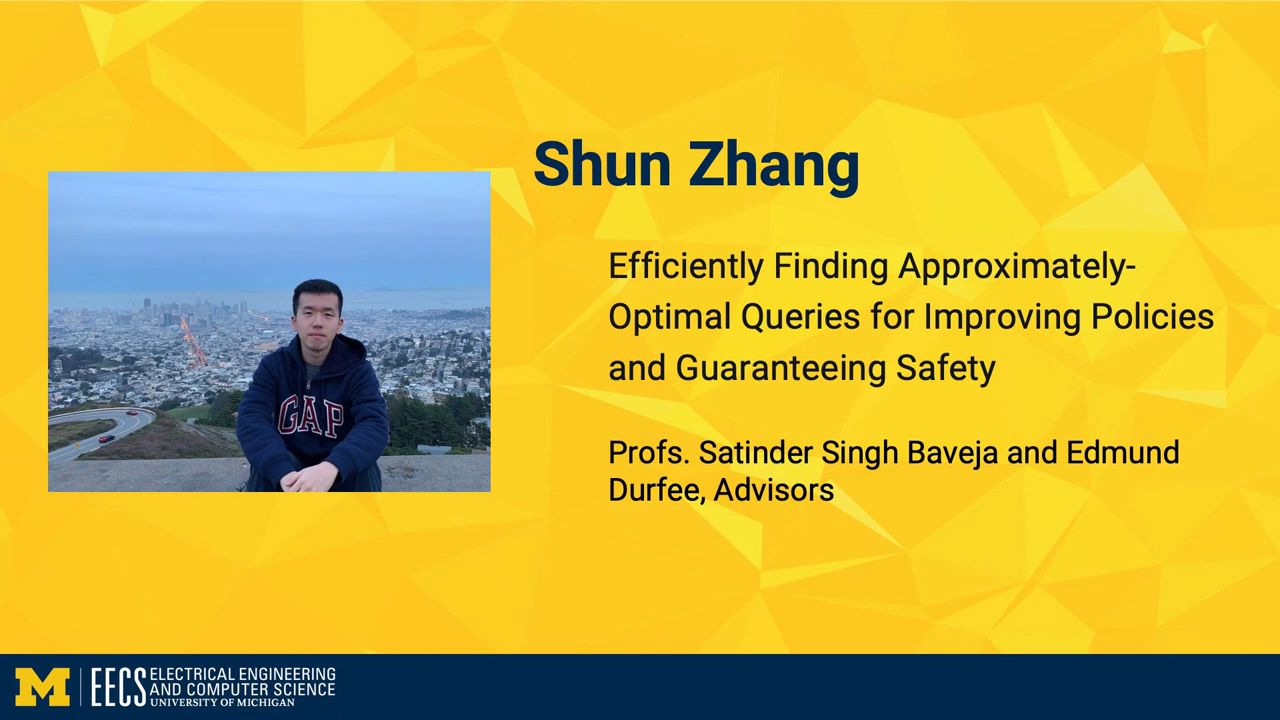 Shun Zhang
Efficiently Finding Approximately-
Optimal Queries for Improving Policies
and Guaranteeing Safety
Profs. Satinder Singh Baveja and Edmund
Durfee, Advisors
GAP
M EECS ELECTRICAL ENGINEERING
AND COMPUTER SCIENCE
UNIVERSITY OF MICHIGAN